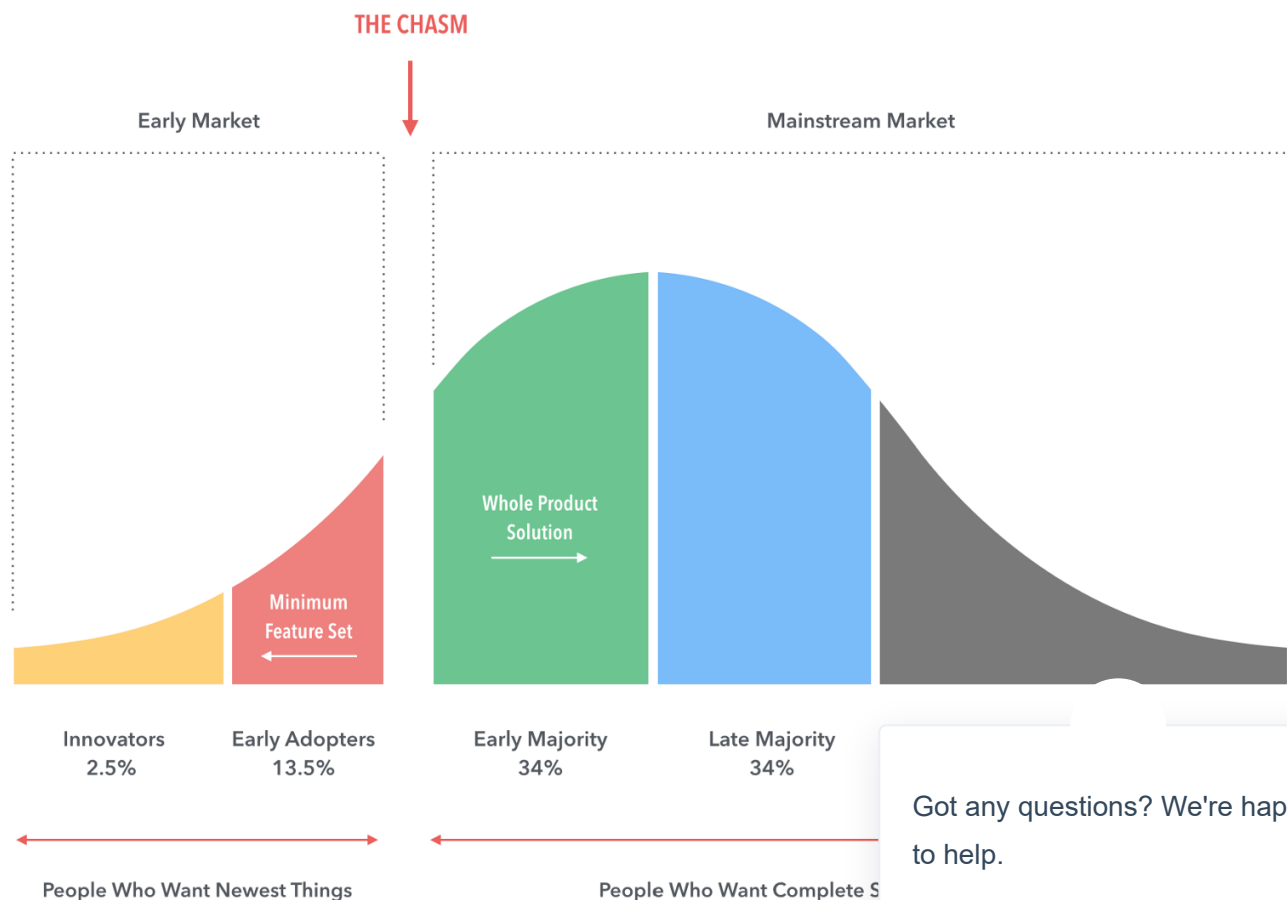 THE CHASM
Early Market
Mainstream Market
Whole Product
Solution
Minimum
Feature Set
Innovators
2.5%
Early Adopters
13.5%
Early Majority
34%
Late Majority
34%
Got any questions? We're hap
to help.
People Who Want Newest Things
People Who Want Complete S